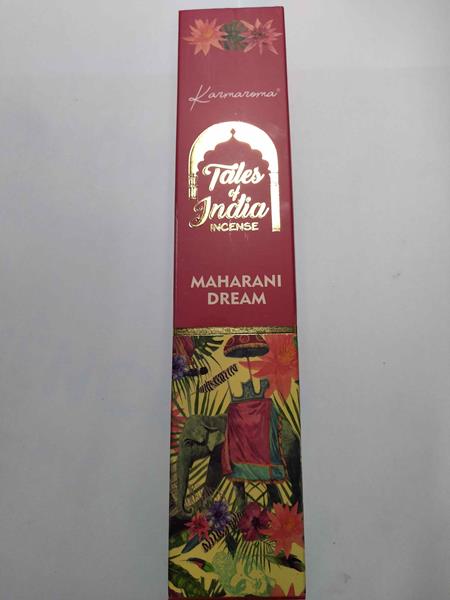 Karmaroma®
Tales
of
India
INCENSE
MAHARANI
DREAM